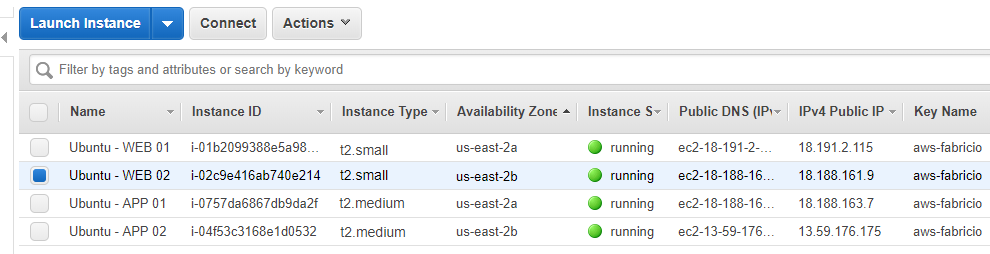 Launch Instance Connect Actions
Filter by tags and attributes or search by keyword
Name Instance ID Instance Type Availability Zone Instance S Public DNS (IPv IPv4 Public IP Key Name
Ubuntu - WEB 01 i-01b2099388e5a98... t2.small us-east-2a running ec2-18-191-2-... 18.191.2.115 aws-fabricio
Ubuntu - WEB 02 i-02c9e416ab740e214 t2.small us-east-2b running ec2-18-188-16... 18.188.161.9 aws-fabricio
Ubuntu - APP 01 i-0757da6867db9da2f t2.medium us-east-2a running ec2-18-188-16... 18.188.163.7 aws-fabricio
Ubuntu - APP 02 i-04f53c3168e1d0532 t2.medium us-east-2b running ec2-13-59-176... 13.59.176.175 aws-fabricio